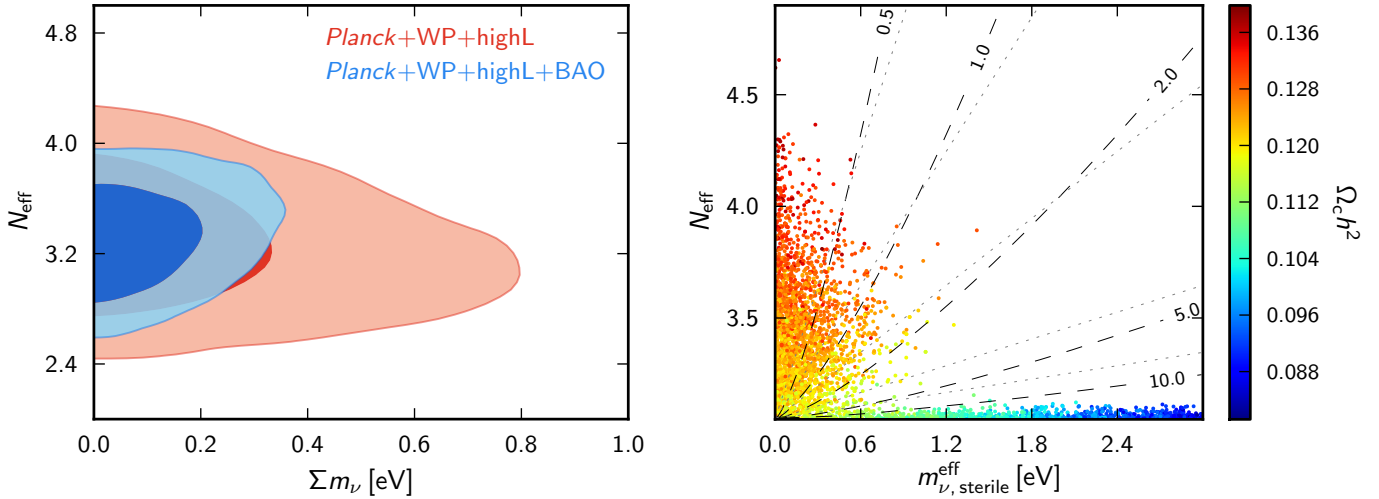 Planck+WP+highL
Planck+WP+highL+BAO
4.8
4.0
3.2
2.4
N_eff
0.0 0.2 0.4 0.6 0.8 1.0
Σm_ν [eV]
0.5
1.0
2.0
5.0
10.0
4.5
4.0
3.5
N_eff
0.0 0.6 1.2 1.8 2.4
m^eff_ν, sterile [eV]
0.136
0.128
0.120
0.112
0.104
0.096
0.088
Ω_c h^2